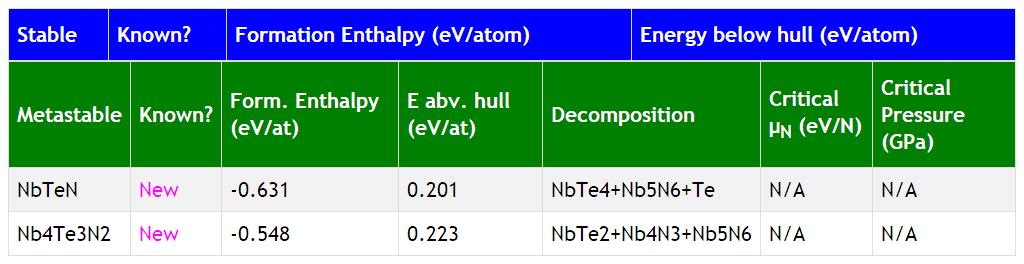 Stable Known? Formation Enthalpy (eV/atom) Energy below hull (eV/atom)
Metastable Known? Form. Enthalpy (eV/at) E abv. hull (eV/at) Decomposition Critical μN (eV/N) Critical Pressure (GPa)
NbTeN New -0.631 0.201 NbTe4+Nb5N6+Te N/A N/A
Nb4Te3N2 New -0.548 0.223 NbTe2+Nb4N3+Nb5N6 N/A N/A